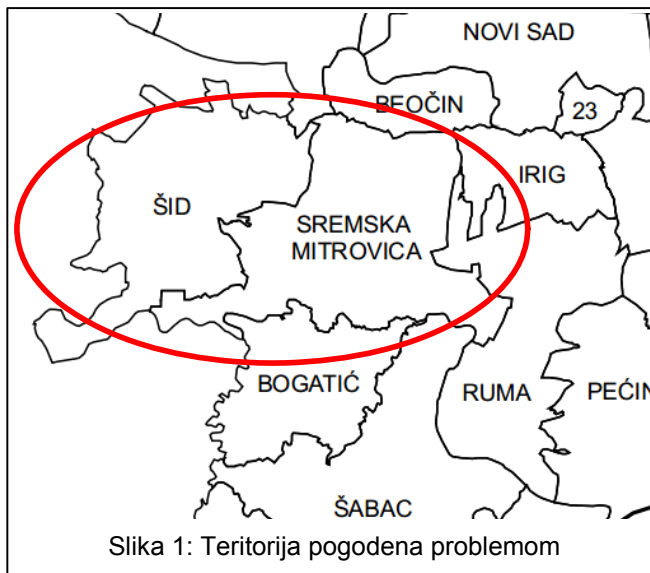 NOVI SAD
BEOČIN
23
IRIG
ŠID
SREMSKA
MITROVICA
BOGATIĆ
RUMA
PEĆIN
ŠABAC
Slika 1: Teritorija pogođena problemom